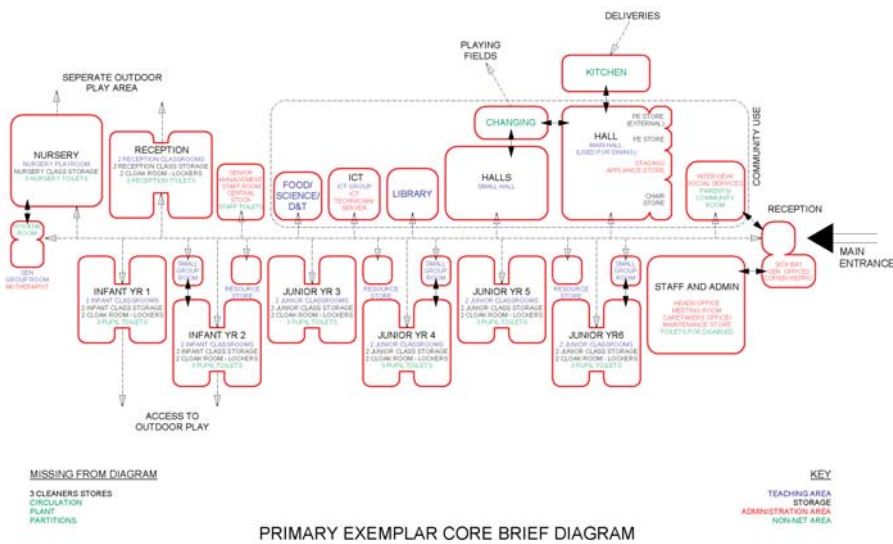 DELIVERIES
PLAYING
FIELDS
KITCHEN
SEPERATE OUTDOOR
PLAY AREA
CHANGING
HALL
MAIN HALL
(USED FOR DINING)
PE STORE
(EXTERNAL)
PE STORE
STAGING/
APPLIANCE STORE
CHAIR
STORE
COMMUNITY USE
NURSERY
NURSERY PLAYROOM
NURSERY CLASS STORAGE
3 NURSERY TOILETS
RECEPTION
2 RECEPTION CLASSROOMS
2 RECEPTION CLASS STORAGE
2 CLOAK ROOM - LOCKERS
3 RECEPTION TOILETS
SENIOR
MANAGEMENT
STAFF ROOM
CENTRAL
STOCK
STAFF TOILETS
FOOD/
SCIENCE/
D&T
ICT
ICT GROUP
ICT
TECHNICIAN/
SERVER
LIBRARY
HALLS
SMALL HALL
INTERVIEW/
SOCIAL SERVICES
PARENTS/
COMMUNITY
ROOM
RECEPTION
MAIN
ENTRANCE
HYGIENE
ROOM
SEN
GROUP ROOM
MI/THERAPIST
SICK BAY
GEN. OFFICES
COPIER/REPRO
INFANT YR 1
2 INFANT CLASSROOMS
2 INFANT CLASS STORAGE
2 CLOAK ROOM - LOCKERS
3 PUPIL TOILETS
SMALL
GROUP
ROOM
INFANT YR 2
2 INFANT CLASSROOMS
2 INFANT CLASS STORAGE
2 CLOAK ROOM - LOCKERS
3 PUPIL TOILETS
RESOURCE
STORE
JUNIOR YR 3
2 JUNIOR CLASSROOMS
2 JUNIOR CLASS STORAGE
2 CLOAK ROOM - LOCKERS
3 PUPIL TOILETS
SMALL
GROUP
ROOM
JUNIOR YR 4
2 JUNIOR CLASSROOMS
2 JUNIOR CLASS STORAGE
2 CLOAK ROOM - LOCKERS
3 PUPIL TOILETS
JUNIOR YR 5
2 JUNIOR CLASSROOMS
2 JUNIOR CLASS STORAGE
2 CLOAK ROOM - LOCKERS
3 PUPIL TOILETS
RESOURCE
STORE
SMALL
GROUP
ROOM
JUNIOR YR6
2 JUNIOR CLASSROOMS
2 JUNIOR CLASS STORAGE
2 CLOAK ROOM - LOCKERS
3 PUPIL TOILETS
STAFF AND ADMIN
HEADS OFFICE
MEETING ROOM
CARETAKERS OFFICE/
MAINTENANCE STORE
TOILETS FOR DISABLED
ACCESS TO
OUTDOOR PLAY
MISSING FROM DIAGRAM
3 CLEANERS STORES
CIRCULATION
PLANT
PARTITIONS
KEY
TEACHING AREA
STORAGE
ADMINISTRATION AREA
NON-NET AREA
PRIMARY EXEMPLAR CORE BRIEF DIAGRAM